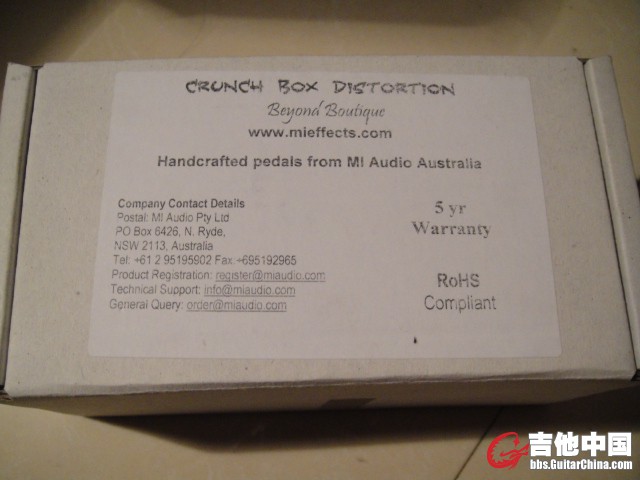 CRUNCH BOX DISTORTION
Beyond Boutique
www.mieffects.com
Handcrafted pedals from MI Audio Australia
Company Contact Details
Postal: MI Audio Pty Ltd
PO Box 6426, N. Ryde,
NSW 2113, Australia
Tel: +61 2 95195902 Fax:+695192965
Product Registration: register@miaudio.com
Technical Support: info@miaudio.com
General Query: order@miaudio.com
5 yr
Warranty
RoHS
Compliant
吉他中国
bbs.GuitarChina.com